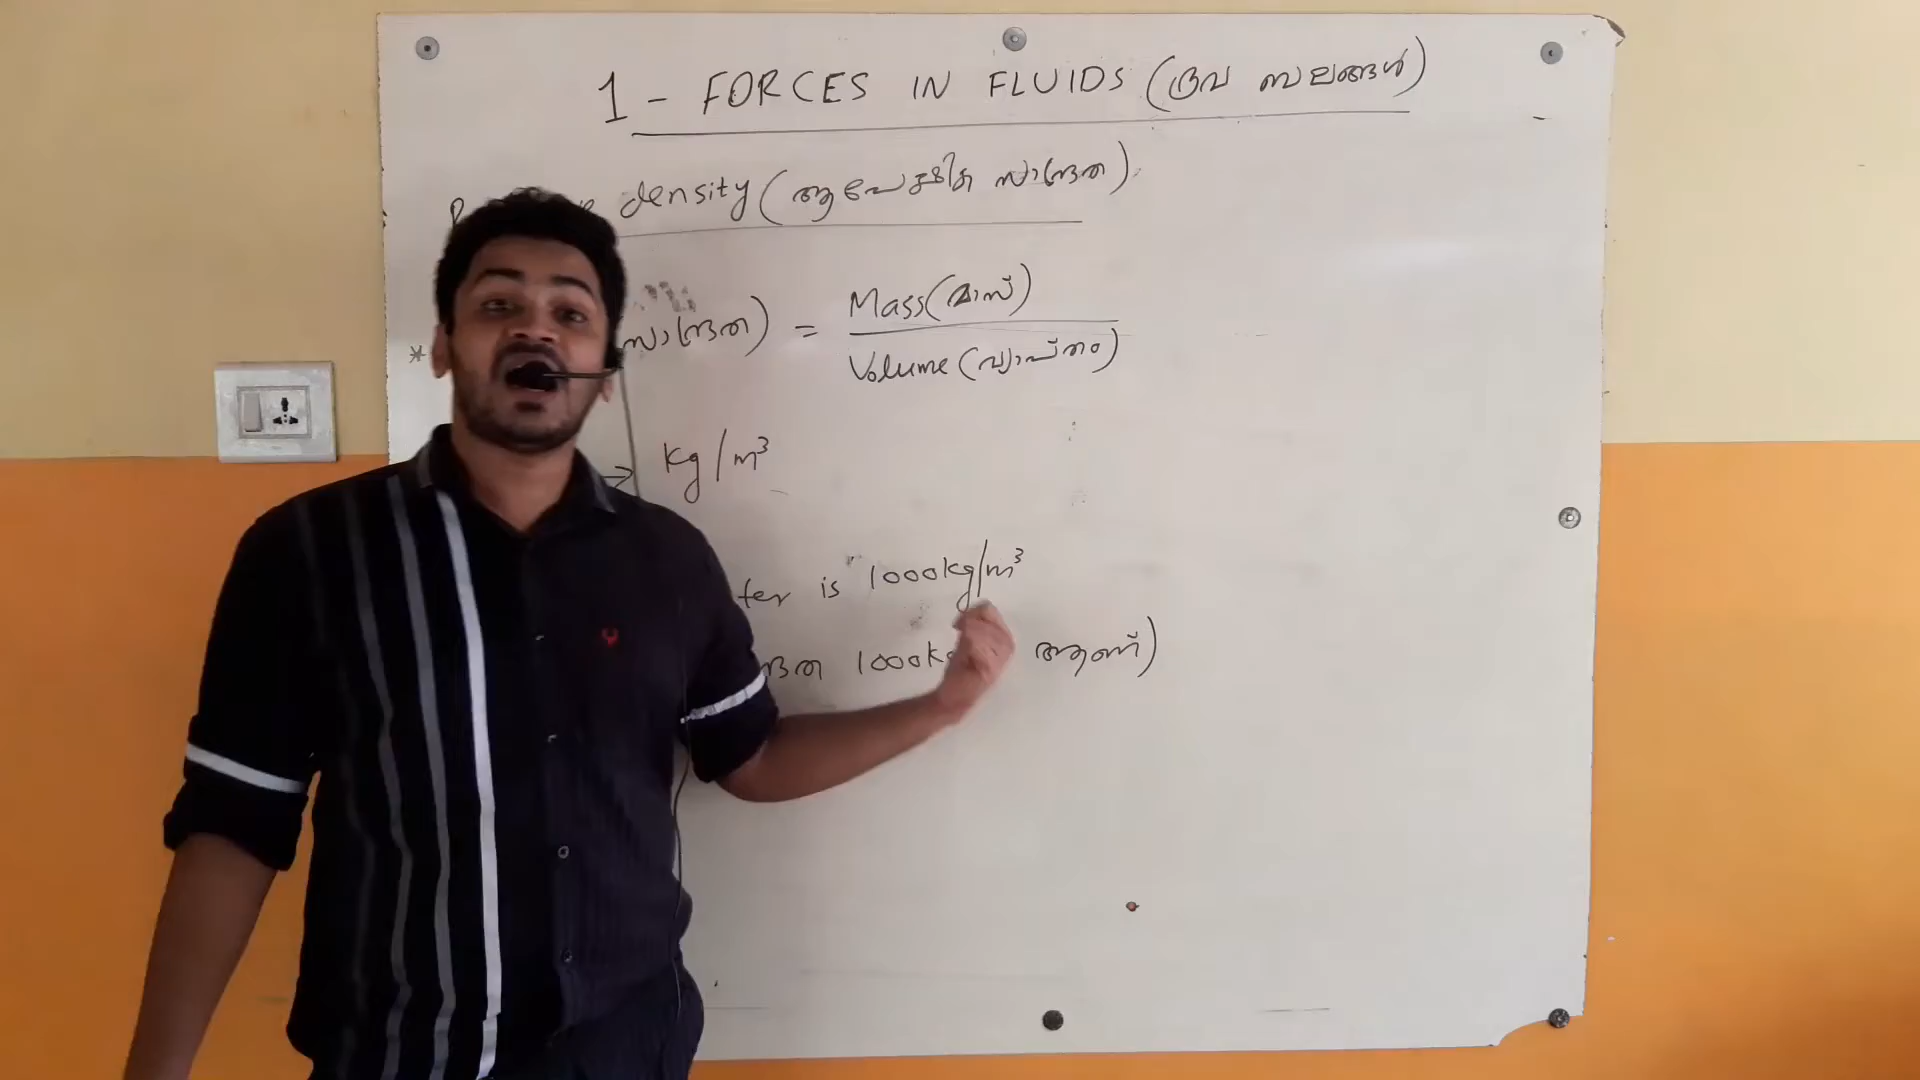 1 - FORCES IN FLUIDS (ദ്രവ ബലങ്ങൾ)
density (ആപേക്ഷിക സാന്ദ്രത)
* സാന്ദ്രത) = Mass (മാസ്)
Volume (വ്യാപ്തം)
→ kg/m³
is 1000kg/m³
1000k ആണ്)